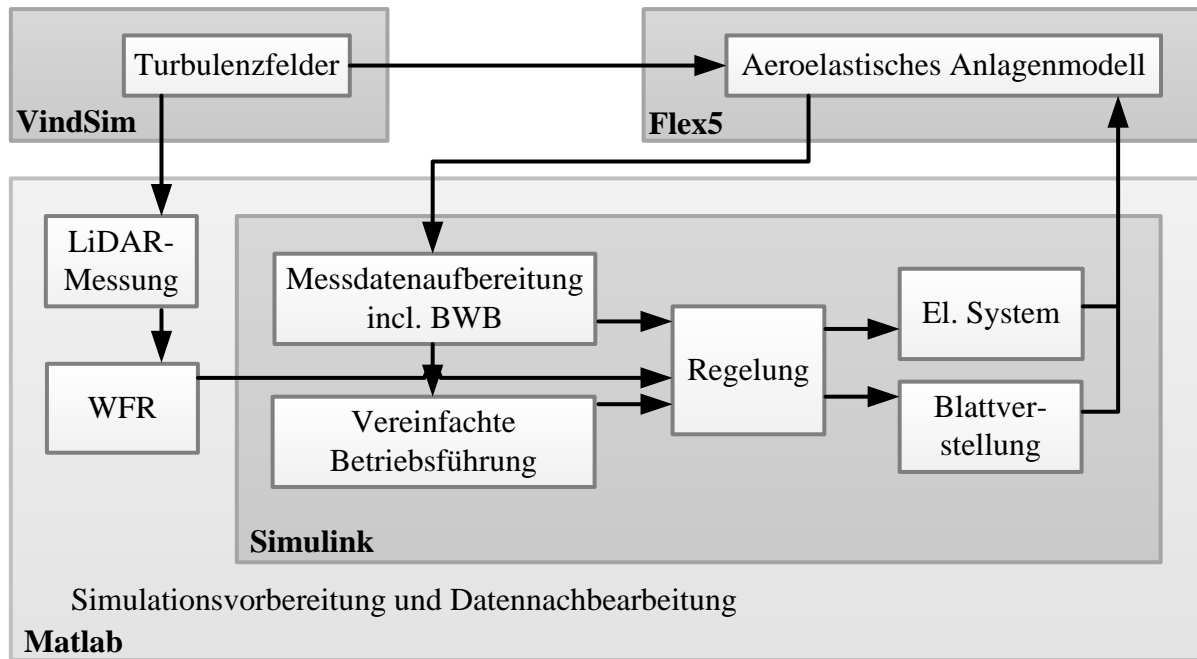 Turbulenzfelder
VindSim
Aeroelastisches Anlagenmodell
Flex5
LiDAR-
Messung
WFR
Messdatenaufbereitung
incl. BWB
Vereinfachte
Betriebsführung
Regelung
El. System
Blattver-
stellung
Simulink
Simulationsvorbereitung und Datennachbearbeitung
Matlab